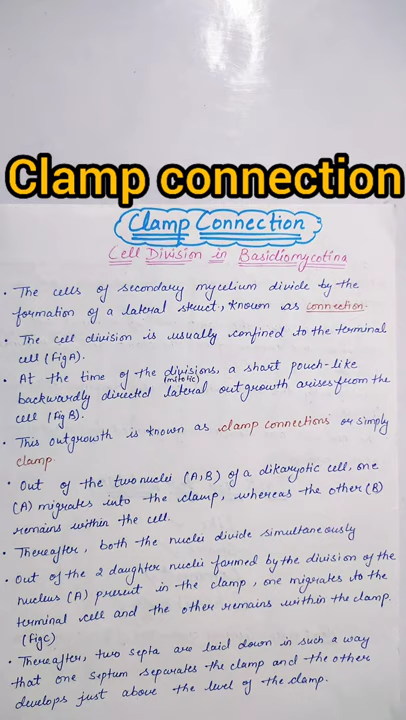 Clamp connection
Clamp Connection
Cell Division in Basidiomycotina
• The cells of secondary mycelium divide by the
formation of a lateral struct, known as connection.
• The cell division is usually confined to the terminal
cell (fig A).
• At the time of the divisions, a short pouch-like
(mitotic)
backwardly directed lateral outgrowth arises from the
cell (fig B).
• This outgrowth is known as clamp connections or simply
clamp.
• Out of the two nuclei (A,B) of a dikaryotic cell, one
(A) migrates into the clamp, whereas the other (B)
remains within the cell.
• Thereafter, both the nuclei divide simultaneously
• Out of the 2 daughter nuclei formed by the division of the
nucleus (A) present in the clamp, one migrates to the
terminal cell and the other remains within the clamp.
(fig C)
• Thereafter, two septa are laid down in such a way
that one septum separates the clamp and the other
develops just above the level of the clamp.